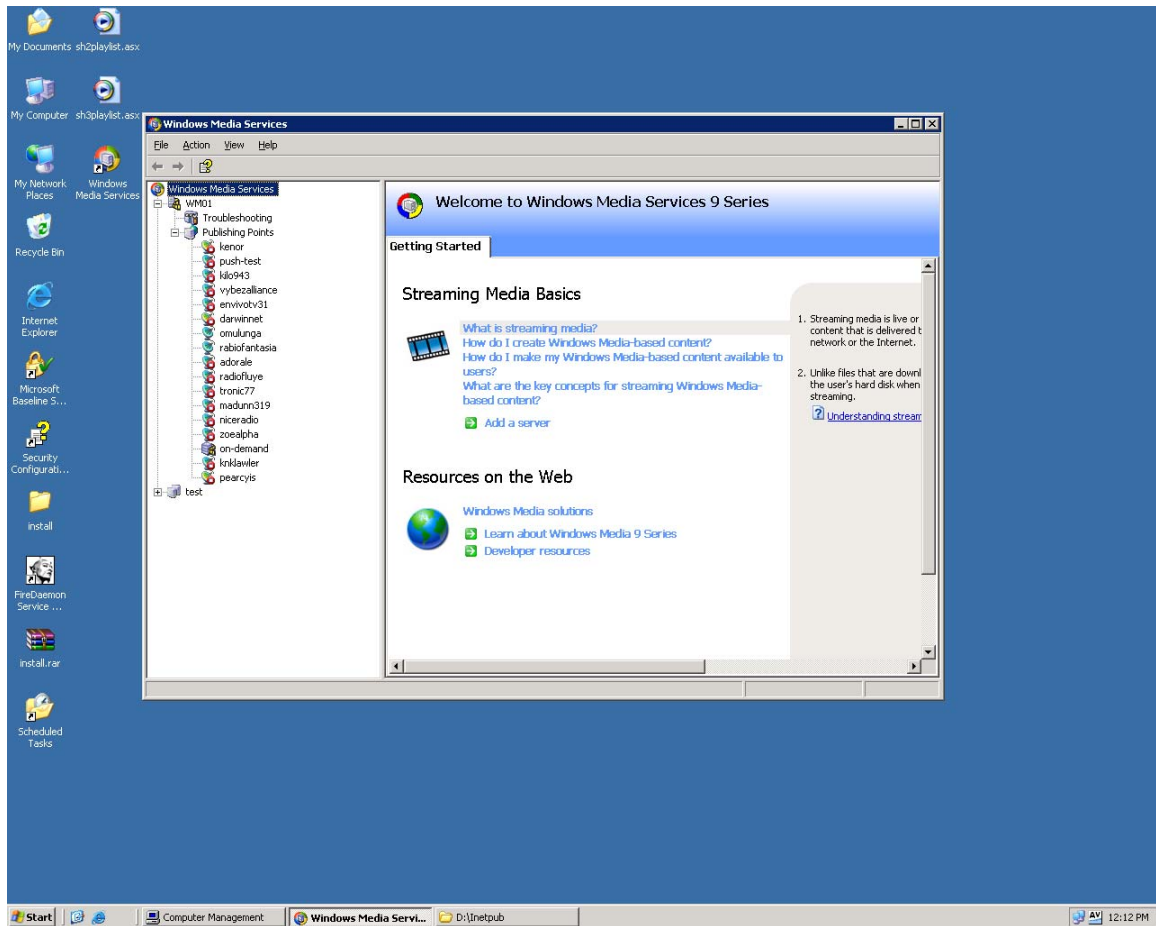 My Documents
sh2playlist.asx
My Computer
sh3playlist.asx
My Network
Places
Windows
Media Services
Recycle Bin
Internet
Explorer
Microsoft
Baseline S...
Security
Configurati...
install
FireDaemon
Service ...
install.rar
Scheduled
Tasks
Windows Media Services
File Action View Help
Windows Media Services
WM01
Troubleshooting
Publishing Points
kenor
push-test
kilo943
vybezalliance
envivotv31
darwinnet
omulunga
rabiofantasia
adorale
radiofluye
tronic77
madunn319
niceradio
zoealpha
on-demand
knklawler
pearcyis
test
Welcome to Windows Media Services 9 Series
Getting Started
Streaming Media Basics
What is streaming media?
How do I create Windows Media-based content?
How do I make my Windows Media-based content available to
users?
What are the key concepts for streaming Windows Media-
based content?
Add a server
Resources on the Web
Windows Media solutions
Learn about Windows Media 9 Series
Developer resources
1. Streaming media is live or
content that is delivered t
network or the Internet.
2. Unlike files that are downl
the user's hard disk when
streaming.
Understanding stream
Start
Computer Management
Windows Media Servi...
D:\Inetpub
AV
12:12 PM